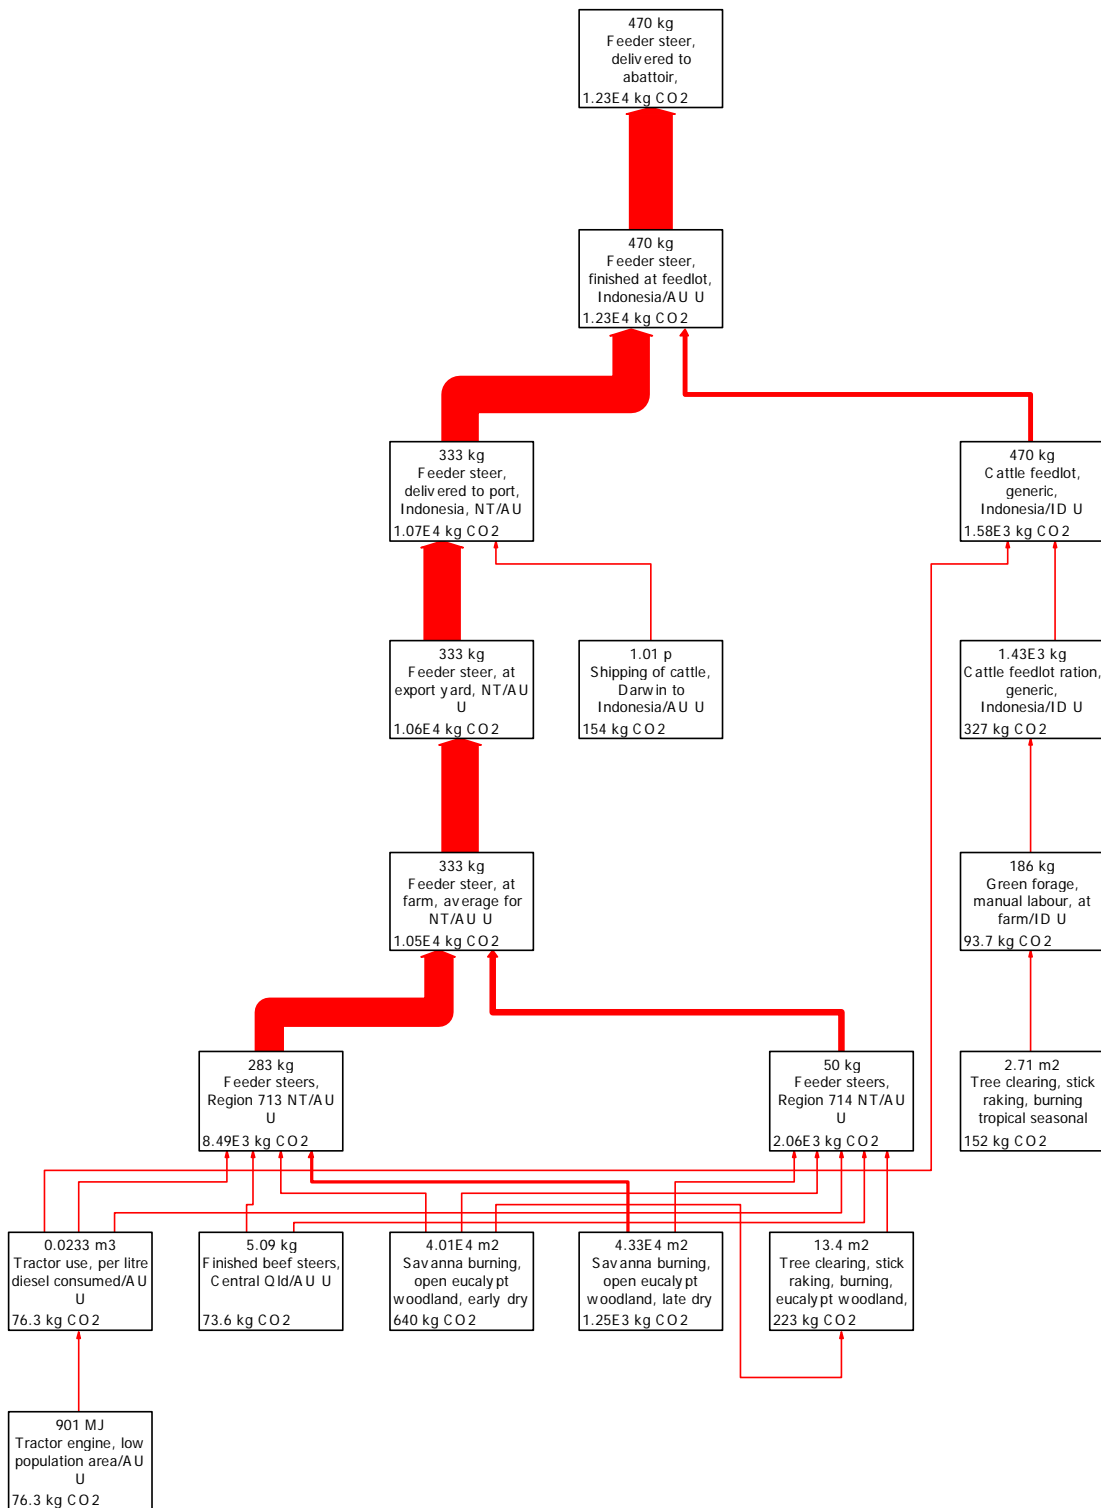 470 kg
Feeder steer,
delivered to
abattoir,
1.23E4 kg CO2
470 kg
Feeder steer,
finished at feedlot,
Indonesia/AU U
1.23E4 kg CO2
333 kg
Feeder steer,
delivered to port,
Indonesia, NT/AU
1.07E4 kg CO2
470 kg
Cattle feedlot,
generic,
Indonesia/ID U
1.58E3 kg CO2
333 kg
Feeder steer, at
export yard, NT/AU
U
1.06E4 kg CO2
1.01 p
Shipping of cattle,
Darwin to
Indonesia/AU U
154 kg CO2
1.43E3 kg
Cattle feedlot ration,
generic,
Indonesia/ID U
327 kg CO2
333 kg
Feeder steer, at
farm, average for
NT/AU U
1.05E4 kg CO2
186 kg
Green forage,
manual labour, at
farm/ID U
93.7 kg CO2
283 kg
Feeder steers,
Region 713 NT/AU
U
8.49E3 kg CO2
50 kg
Feeder steers,
Region 714 NT/AU
U
2.06E3 kg CO2
2.71 m2
Tree clearing, stick
raking, burning
tropical seasonal
152 kg CO2
0.0233 m3
Tractor use, per litre
diesel consumed/AU
U
76.3 kg CO2
5.09 kg
Finished beef steers,
Central Qld/AU U
73.6 kg CO2
4.01E4 m2
Savanna burning,
open eucalypt
woodland, early dry
640 kg CO2
4.33E4 m2
Savanna burning,
open eucalypt
woodland, late dry
1.25E3 kg CO2
13.4 m2
Tree clearing, stick
raking, burning,
eucalypt woodland,
223 kg CO2
901 MJ
Tractor engine, low
population area/AU
U
76.3 kg CO2